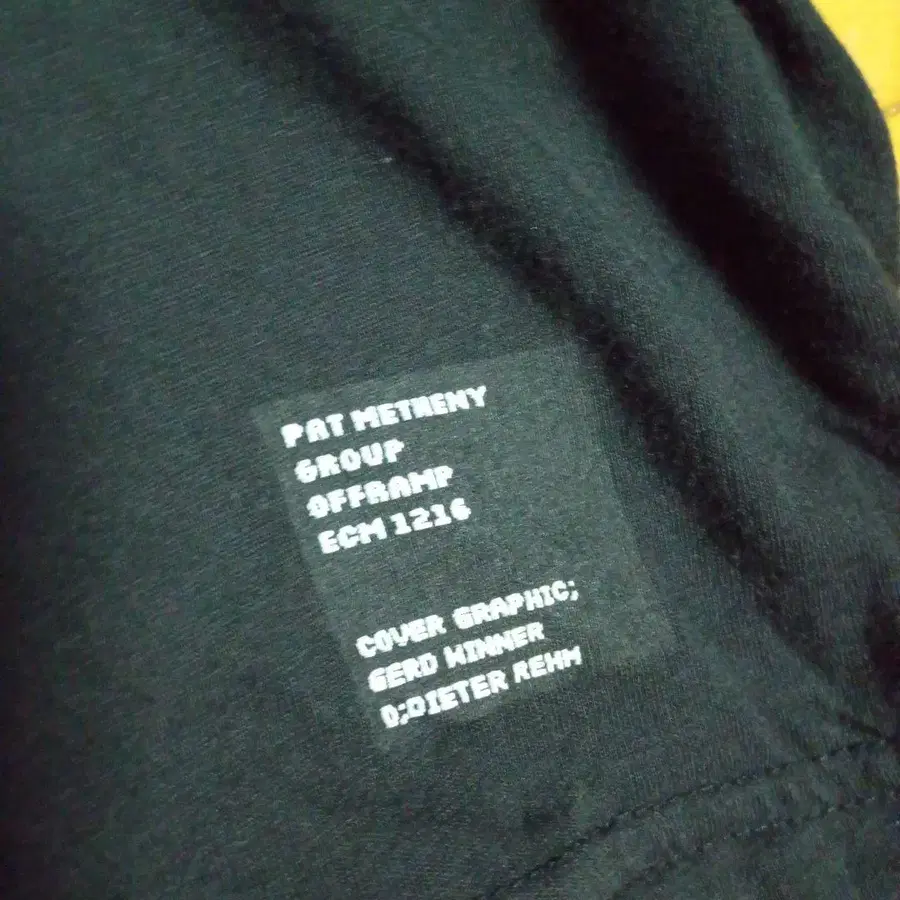 PAT METHENY
GROUP
OFFRAMP
ECM 1216
COVER GRAPHIC;
GERD WINNER
D;DIETER REHM